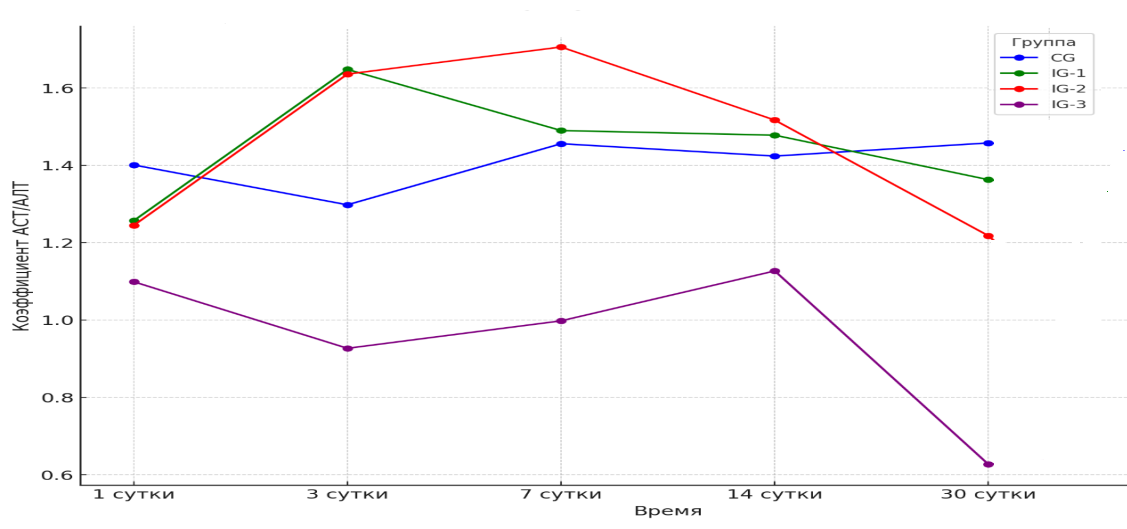 Группа
CG
IG-1
IG-2
IG-3
Коэффициент АСТ/АЛТ
1.6
1.4
1.2
1.0
0.8
0.6
1 сутки
3 сутки
7 сутки
14 сутки
30 сутки
Время